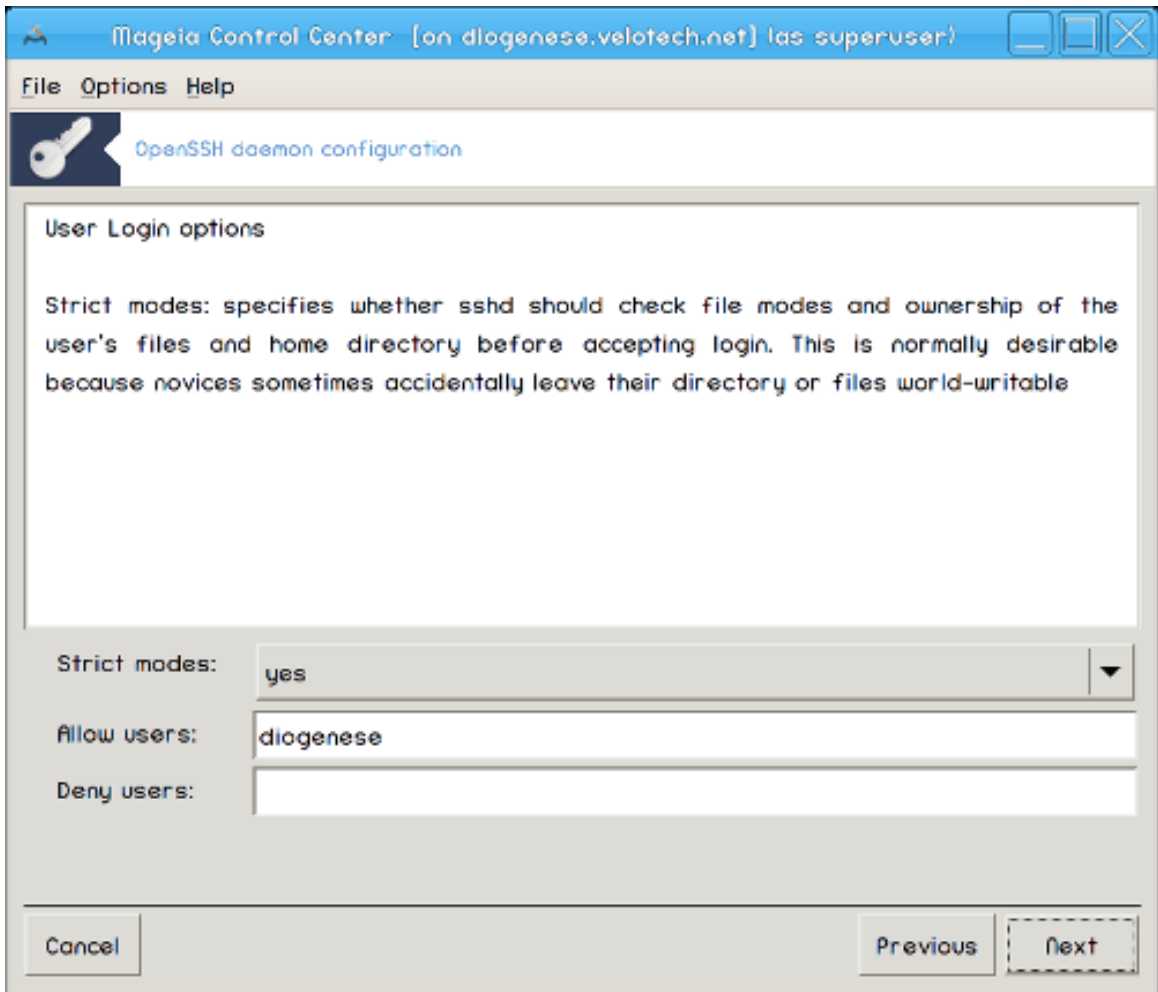 Mageia Control Center [on diogenese.velotech.net] (as superuser)
File Options Help
OpenSSH daemon configuration
User Login options
Strict modes: specifies whether sshd should check file modes and ownership of the
user's files and home directory before accepting login. This is normally desirable
because novices sometimes accidentally leave their directory or files world-writable
Strict modes: yes
Allow users: diogenese
Deny users:
Cancel Previous Next